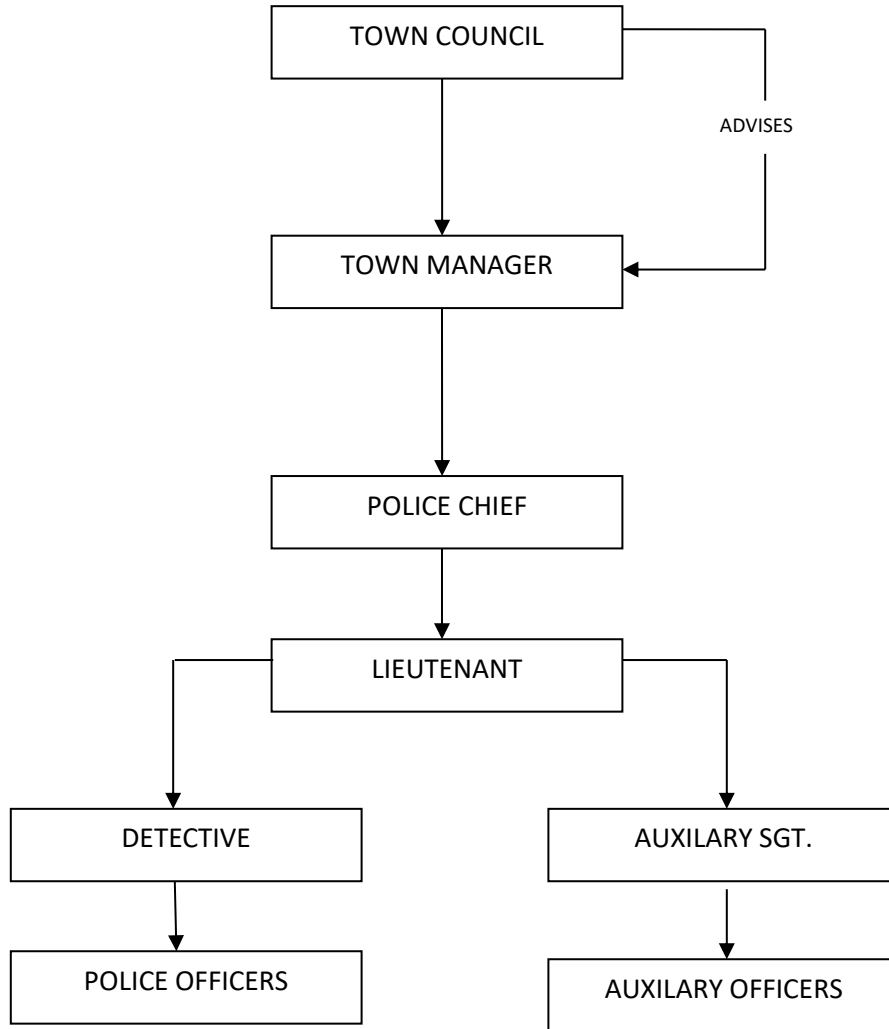 TOWN COUNCIL
ADVISES
TOWN MANAGER
POLICE CHIEF
LIEUTENANT
DETECTIVE
AUXILARY SGT.
POLICE OFFICERS
AUXILARY OFFICERS